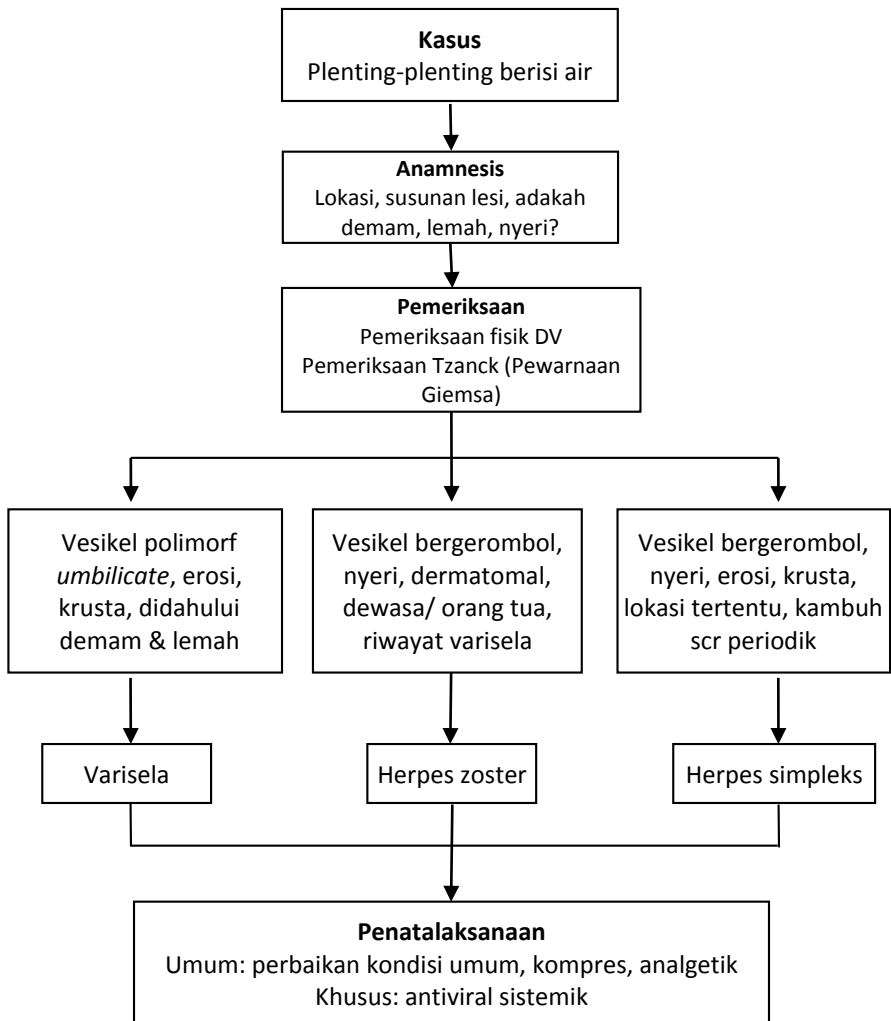 Kasus
Plenting-plenting berisi air
Anamnesis
Lokasi, susunan lesi, adakah
demam, lemah, nyeri?
Pemeriksaan
Pemeriksaan fisik DV
Pemeriksaan Tzanck (Pewarnaan
Giemsa)
Vesikel polimorf
umbilicate, erosi,
krusta, didahului
demam & lemah
Vesikel bergerombol,
nyeri, dermatomal,
dewasa/ orang tua,
riwayat varisela
Vesikel bergerombol,
nyeri, erosi, krusta,
lokasi tertentu, kambuh
scr periodik
Varisela
Herpes zoster
Herpes simpleks
Penatalaksanaan
Umum: perbaikan kondisi umum, kompres, analgetik
Khusus: antiviral sistemik